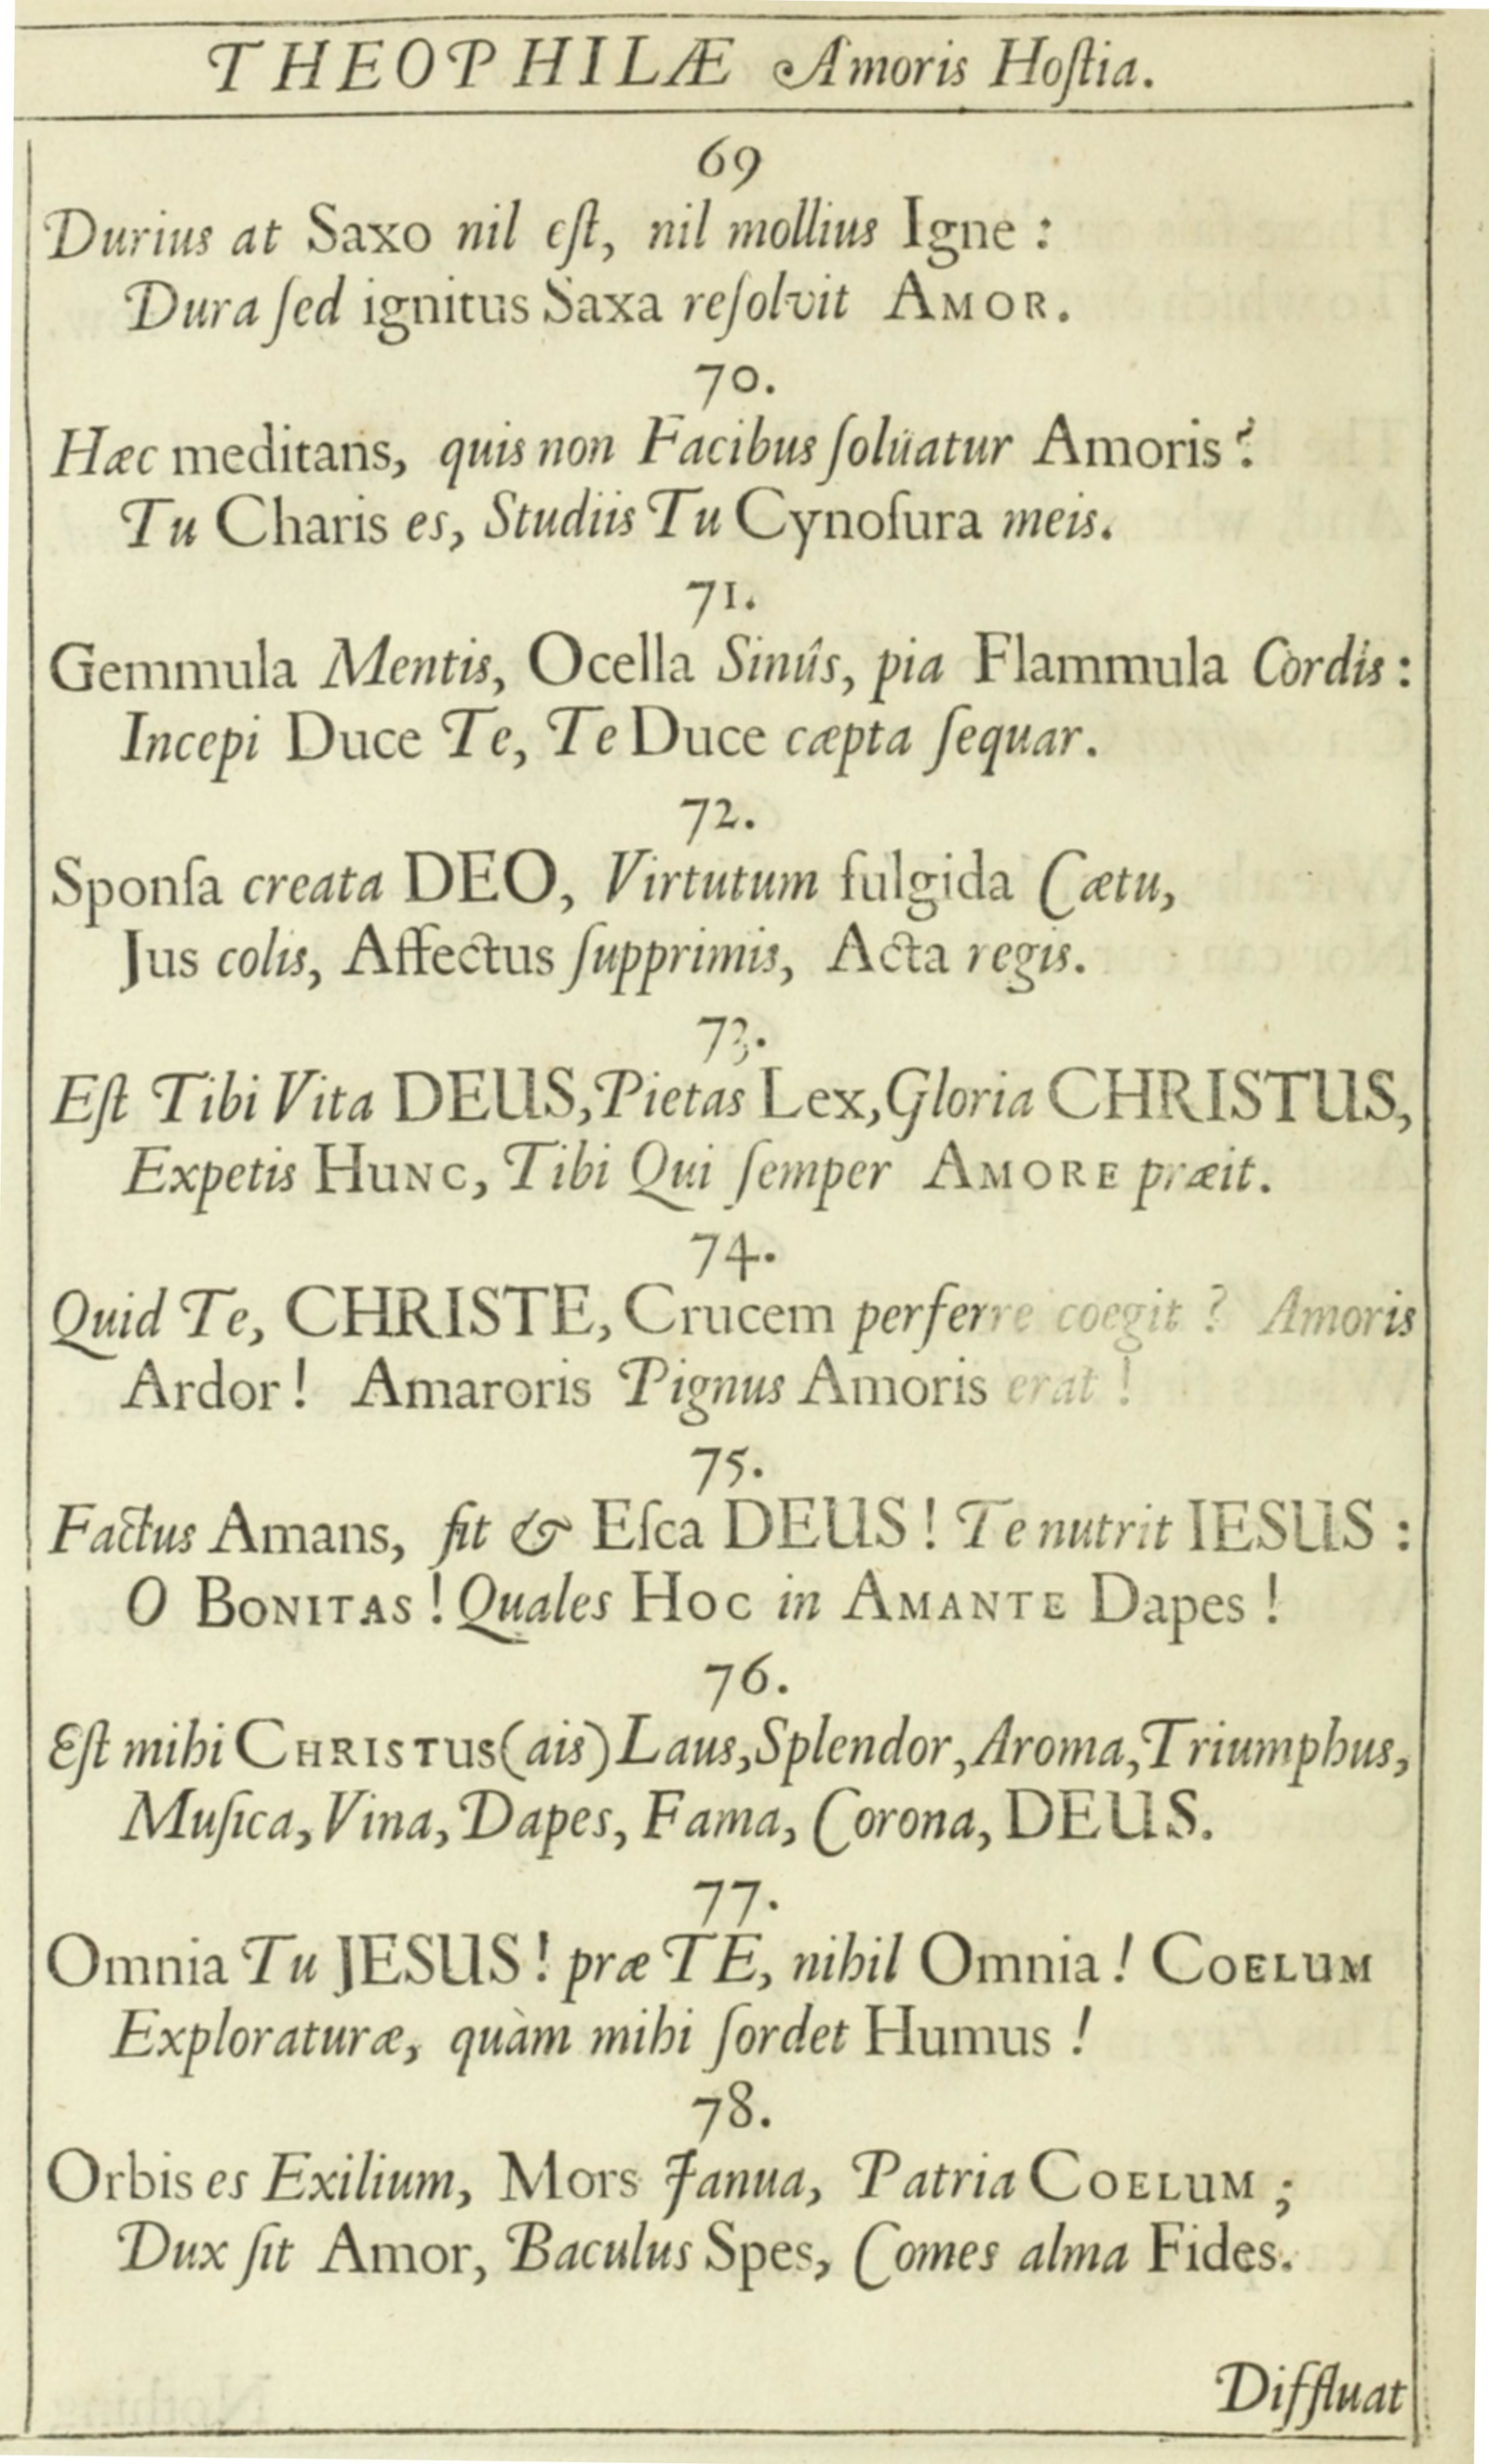 THEOPHILÆ Amoris Hoſtia.
69
Durius at Saxo nil eſt, nil mollius Igne :
Dura ſed ignitus Saxa reſolvit AMOR.
70.
Hæc meditans, quis non Facibus ſolüatur Amoris ?
Tu Charis es, Studiis Tu Cynoſura meis.
71.
Gemmula Mentis, Ocella Sinûs, pia Flammula Cordis :
Incepi Duce Te, Te Duce cæpta ſequar.
72.
Sponſa creata DEO, Virtutum fulgida Cætu,
Jus colis, Affectus ſupprimis, Acta regis.
73.
Eſt Tibi Vita DEUS, Pietas Lex, Gloria CHRISTUS,
Expetis HUNC, Tibi Qui ſemper AMORE præit.
74.
Quid Te, CHRISTE, Crucem perferre coegit ? Amoris
Ardor ! Amaroris Pignus Amoris erat !
75.
Factus Amans, fit & Eſca DEUS ! Te nutrit IESUS :
O BONITAS ! Quales HOC in AMANTE Dapes !
76.
Eſt mihi CHRISTUS (ais) Laus, Splendor, Aroma, Triumphus,
Muſica, Vina, Dapes, Fama, Corona, DEUS.
77.
Omnia Tu JESUS ! præ TE, nihil Omnia ! COELUM
Exploraturæ, quàm mihi ſordet Humus !
78.
Orbis es Exilium, Mors Janua, Patria COELUM ;
Dux ſit Amor, Baculus Spes, Comes alma Fides.
Diffluat